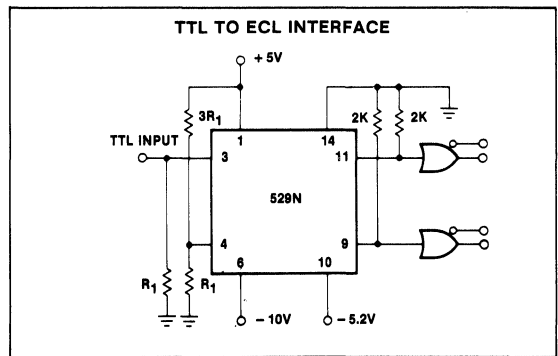 TTL TO ECL INTERFACE
+ 5V
3R1
2K 2K
TTL INPUT
1 14
3 11
529N
4 9
6 10
R1 R1
– 10V – 5.2V